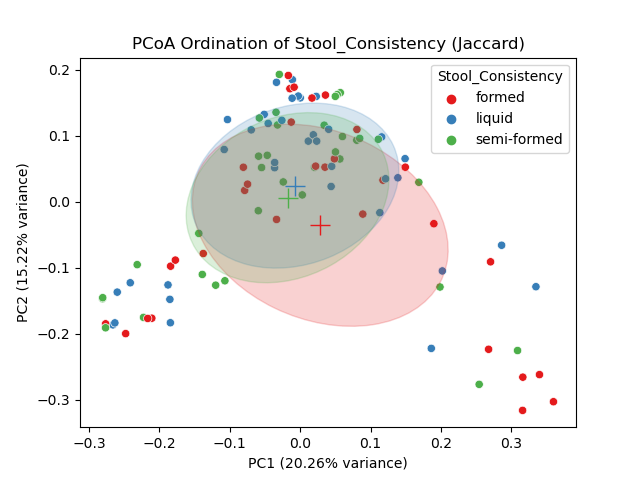 PCoA Ordination of Stool_Consistency (Jaccard)
Stool_Consistency
formed
liquid
semi-formed
PC2 (15.22% variance)
0.2
0.1
0.0
−0.1
−0.2
−0.3
−0.3
−0.2
−0.1
0.0
0.1
0.2
0.3
PC1 (20.26% variance)